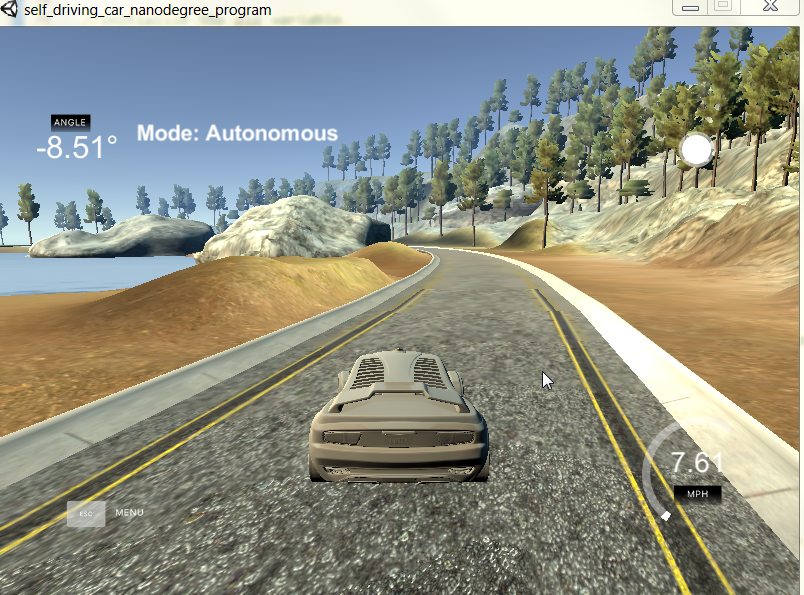 self_driving_car_nanodegree_program
ANGLE
-8.51°
Mode: Autonomous
7.61
MPH
ESC
MENU